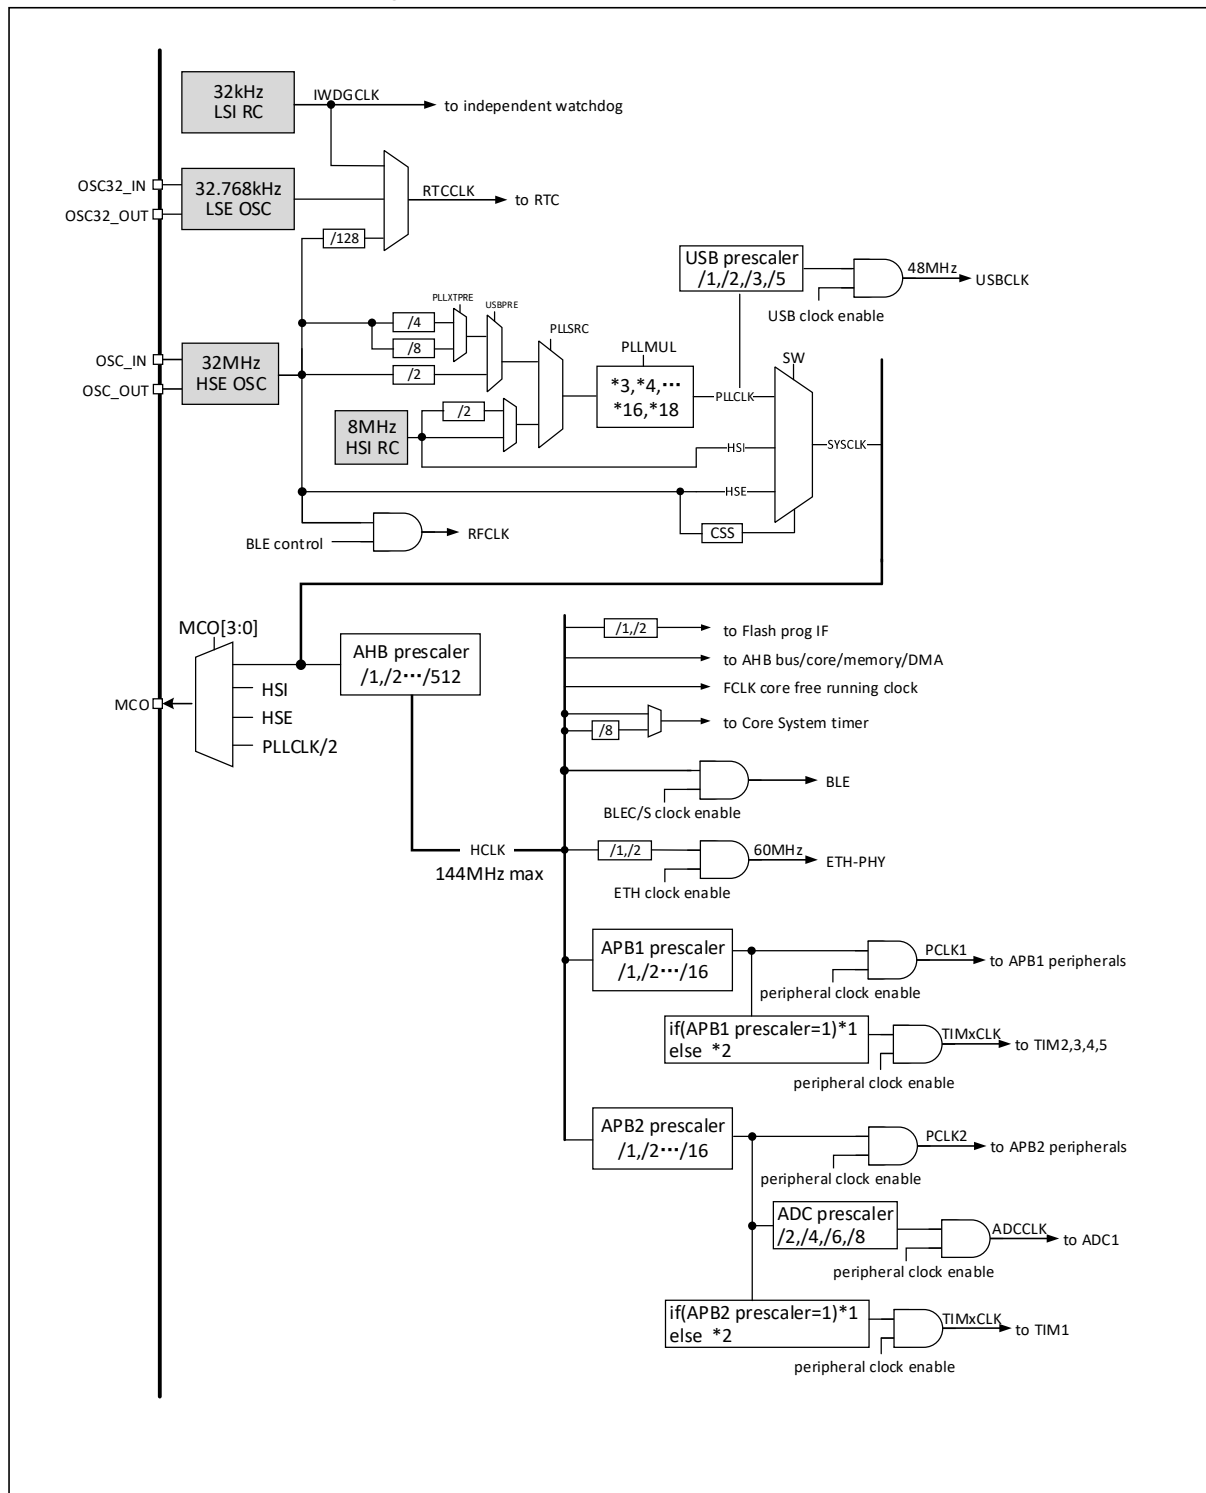 32kHz
LSI RC
IWDGCLK
to independent watchdog
OSC32_IN
OSC32_OUT
32.768kHz
LSE OSC
RTCCLK
to RTC
/128
USB prescaler
/1,/2,/3,/5
48MHz
USBCLK
USB clock enable
PLLXTPRE
USBPRE
/4
/8
/2
PLLSRC
PLLMUL
*3,*4,⋯
*16,*18
PLLCLK
SW
OSC_IN
OSC_OUT
32MHz
HSE OSC
/2
8MHz
HSI RC
HSI
SYSCLK
HSE
CSS
BLE control
RFCLK
MCO[3:0]
MCO
HSI
HSE
PLLCLK/2
AHB prescaler
/1,/2⋯/512
/1,/2
to Flash prog IF
to AHB bus/core/memory/DMA
FCLK core free running clock
/8
to Core System timer
BLE
BLEC/S clock enable
HCLK
144MHz max
/1,/2
60MHz
ETH-PHY
ETH clock enable
APB1 prescaler
/1,/2⋯/16
PCLK1
to APB1 peripherals
peripheral clock enable
if(APB1 prescaler=1)*1
else *2
TIMxCLK
to TIM2,3,4,5
peripheral clock enable
APB2 prescaler
/1,/2⋯/16
PCLK2
to APB2 peripherals
peripheral clock enable
ADC prescaler
/2,/4,/6,/8
ADCCLK
to ADC1
peripheral clock enable
if(APB2 prescaler=1)*1
else *2
TIMxCLK
to TIM1
peripheral clock enable